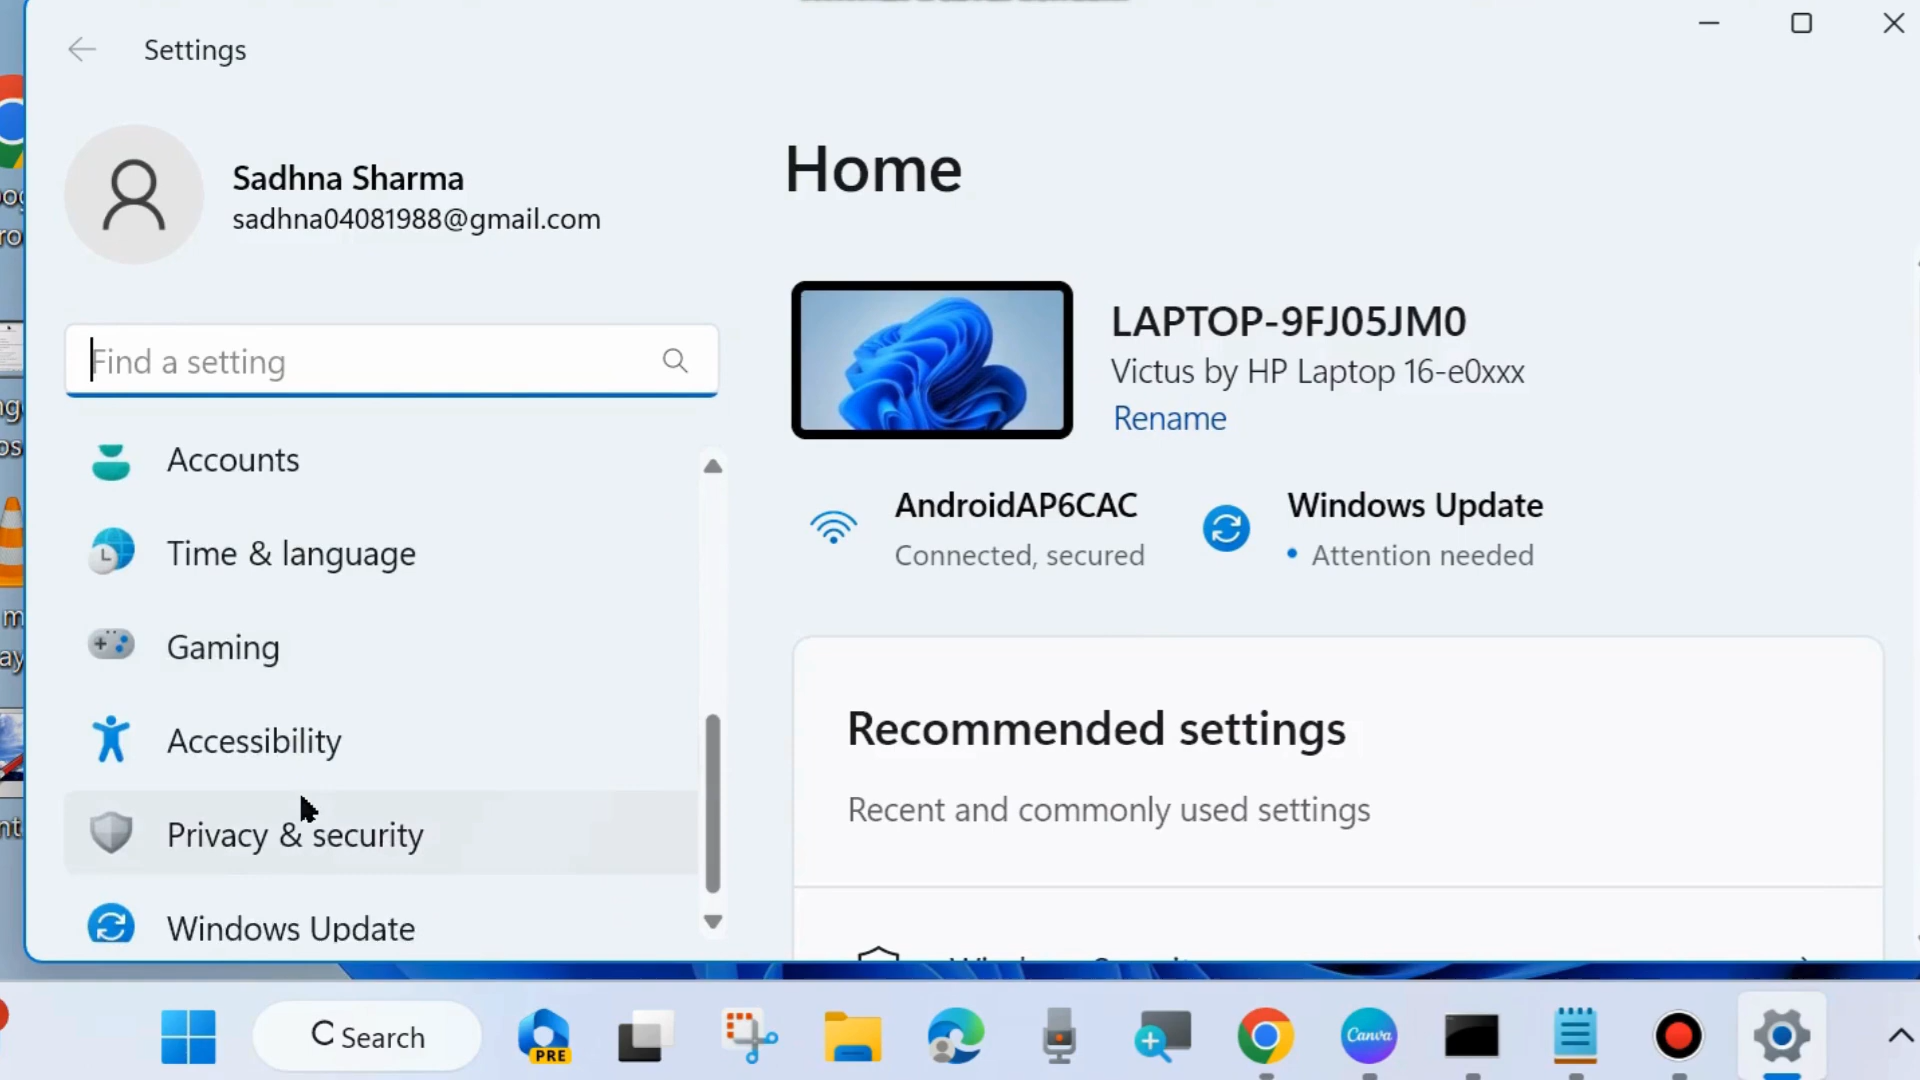 Settings
Sadhna Sharma
sadhna04081988@gmail.com
Find a setting
Accounts
Time & language
Gaming
Accessibility
Privacy & security
Windows Update
Home
LAPTOP-9FJ05JM0
Victus by HP Laptop 16-e0xxx
Rename
AndroidAP6CAC
Connected, secured
Windows Update
• Attention needed
Recommended settings
Recent and commonly used settings
Search
PRE
Canva